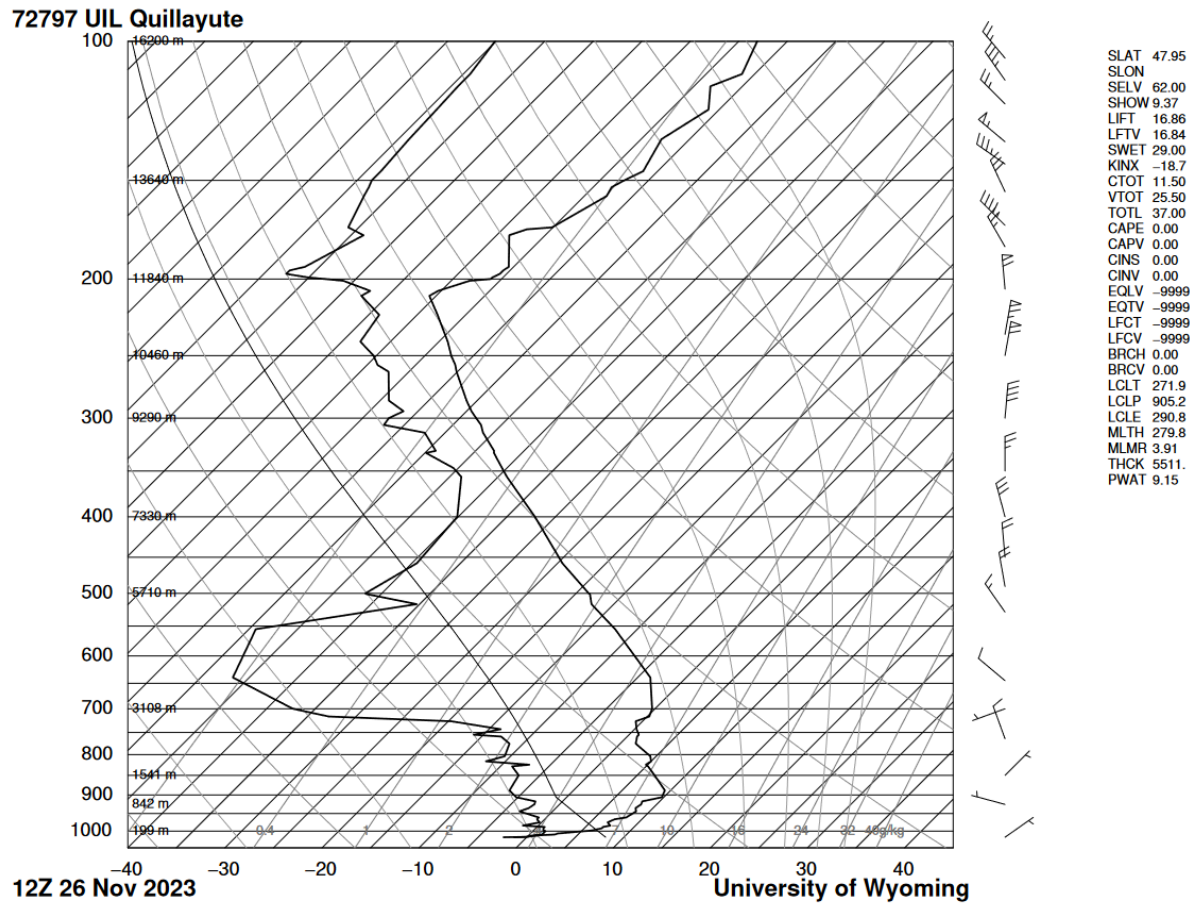 72797 UIL Quillayute
100 16200 m
13640 m
200 11840 m
10460 m
300 9290 m
400 7330 m
500 5710 m
600
700 3108 m
800
1541 m
900
842 m
1000 199 m
0.4 1 2 7 10 16 24 32 40g/kg
−40 −30 −20 −10 0 10 20 30 40
12Z 26 Nov 2023 University of Wyoming
SLAT 47.95
SLON
SELV 62.00
SHOW 9.37
LIFT 16.86
LFTV 16.84
SWET 29.00
KINX −18.7
CTOT 11.50
VTOT 25.50
TOTL 37.00
CAPE 0.00
CAPV 0.00
CINS 0.00
CINV 0.00
EQLV −9999
EQTV −9999
LFCT −9999
LFCV −9999
BRCH 0.00
BRCV 0.00
LCLT 271.9
LCLP 905.2
LCLE 290.8
MLTH 279.8
MLMR 3.91
THCK 5511.
PWAT 9.15